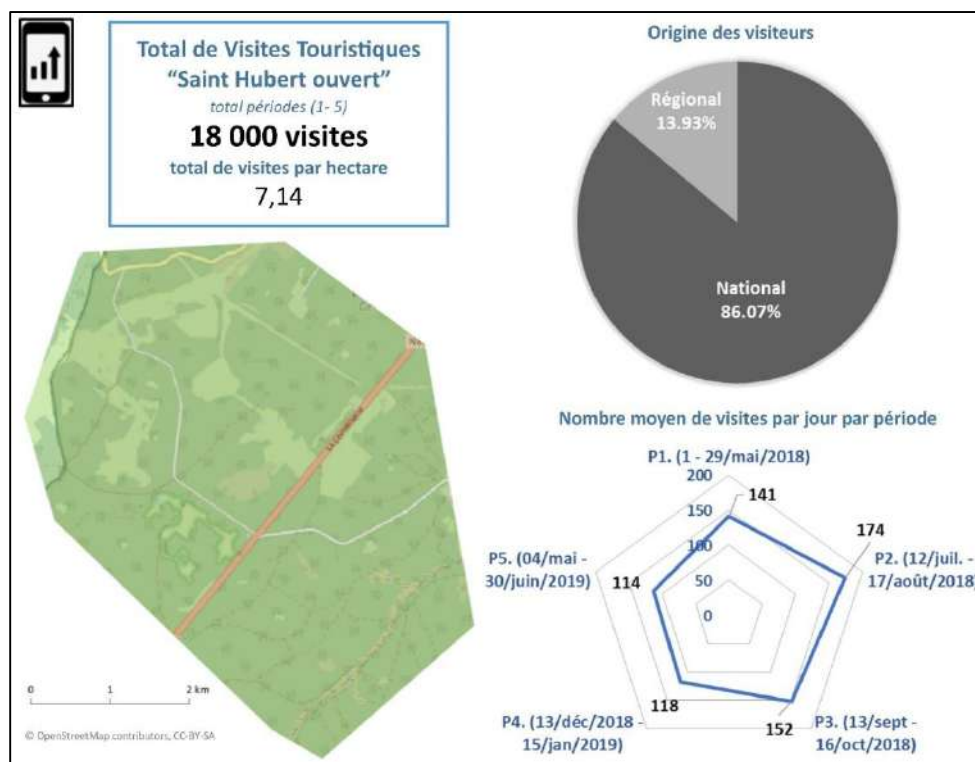 Total de Visites Touristiques
“Saint Hubert ouvert”
total périodes (1- 5)
18 000 visites
total de visites par hectare
7,14
0 1 2 km
© OpenStreetMap contributors, CC-BY-SA
Origine des visiteurs
Régional
13.93%
National
86.07%
Nombre moyen de visites par jour par période
P1. (1 - 29/mai/2018)
200
150
100
50
0
141
174
P2. (12/juil. -
17/août/2018)
152
P3. (13/sept -
16/oct/2018)
118
P4. (13/déc/2018 -
15/jan/2019)
114
P5. (04/mai -
30/juin/2019)